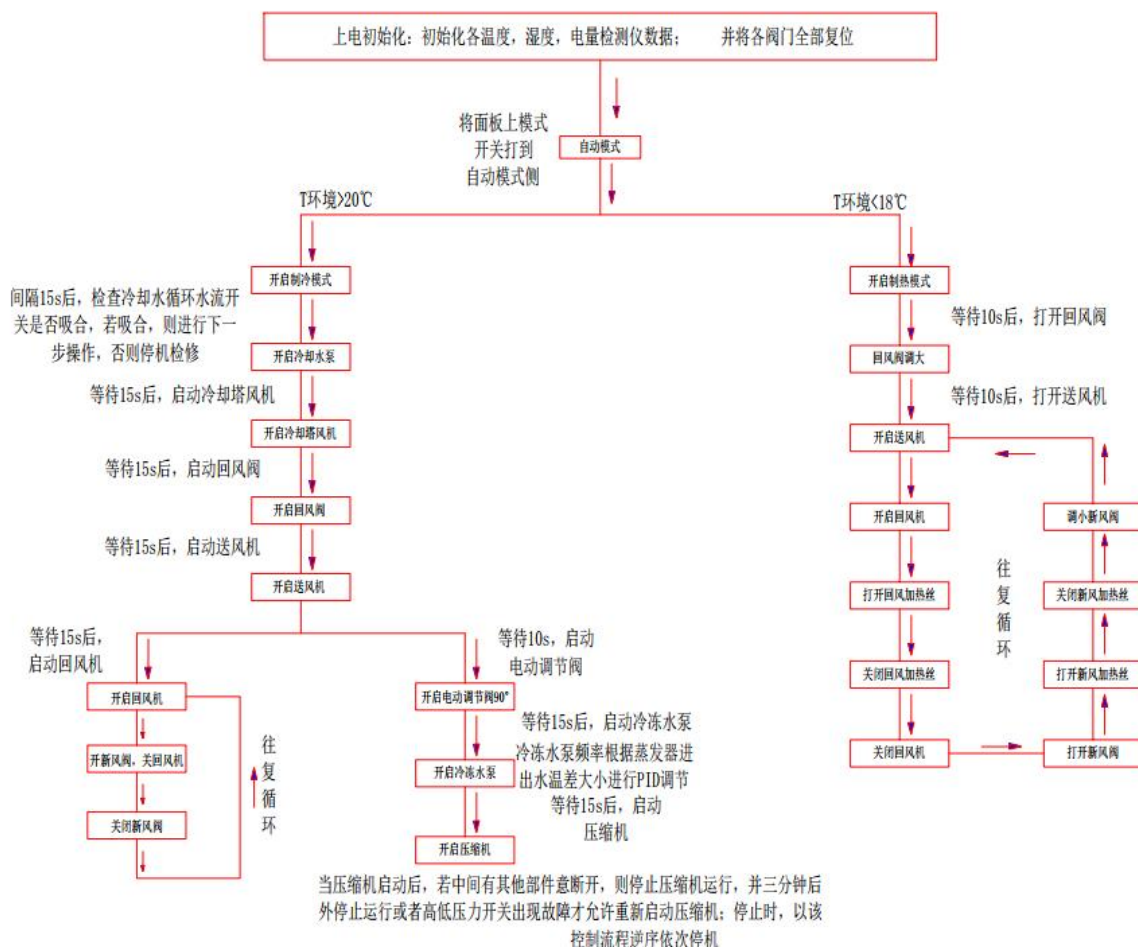 上电初始化：初始化各温度，湿度，电量检测仪数据； 并将各阀门全部复位
将面板上模式
开关打到
自动模式侧
自动模式
T环境>20℃
T环境<18℃
开启制冷模式
间隔15s后，检查冷却水循环水流开
关是否吸合，若吸合，则进行下一
步操作，否则停机检修
开启冷却水泵
等待15s后，启动冷却塔风机
开启冷却塔风机
等待15s后，启动回风阀
开启回风阀
等待15s后，启动送风机
开启送风机
等待15s后，
启动回风机
开启回风机
开新风阀，关回风机
关闭新风阀
往
复
循
环
等待10s，启动
电动调节阀
开启电动调节阀90°
等待15s后，启动冷冻水泵
冷冻水泵频率根据蒸发器进
出水温差大小进行PID调节
开启冷冻水泵
等待15s后，启动
压缩机
开启压缩机
当压缩机启动后，若中间有其他部件意断开，则停止压缩机运行，并三分钟后
外停止运行或者高低压力开关出现故障才允许重新启动压缩机；停止时，以该
控制流程逆序依次停机
开启制热模式
等待10s后，打开回风阀
回风阀调大
等待10s后，打开送风机
开启送风机
开启回风机
打开回风加热丝
关闭回风加热丝
关闭回风机
往
复
循
环
调小新风阀
关闭新风加热丝
打开新风加热丝
打开新风阀